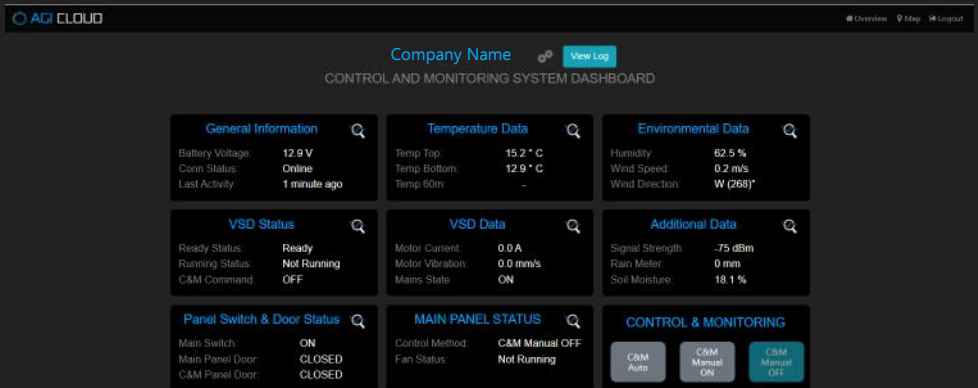 AGI CLOUD
Overview Map Logout
Company Name View Log
CONTROL AND MONITORING SYSTEM DASHBOARD
General Information
Battery Voltage: 12.9 V
Conn Status: Online
Last Activity: 1 minute ago
Temperature Data
Temp Top: 15.2 ° C
Temp Bottom: 12.9 ° C
Temp 60m: -
Environmental Data
Humidity: 62.5 %
Wind Speed: 0.2 m/s
Wind Direction: W (268)°
VSD Status
Ready Status: Ready
Running Status: Not Running
C&M Command: OFF
VSD Data
Motor Current: 0.0 A
Motor Vibration: 0.0 mm/s
Mains State: ON
Additional Data
Signal Strength: -75 dBm
Rain Meter: 0 mm
Soil Moisture: 18.1 %
Panel Switch & Door Status
Main Switch: ON
Main Panel Door: CLOSED
C&M Panel Door: CLOSED
MAIN PANEL STATUS
Control Method: C&M Manual OFF
Fan Status: Not Running
CONTROL & MONITORING
C&M
Auto
C&M
Manual
ON
C&M
Manual
OFF